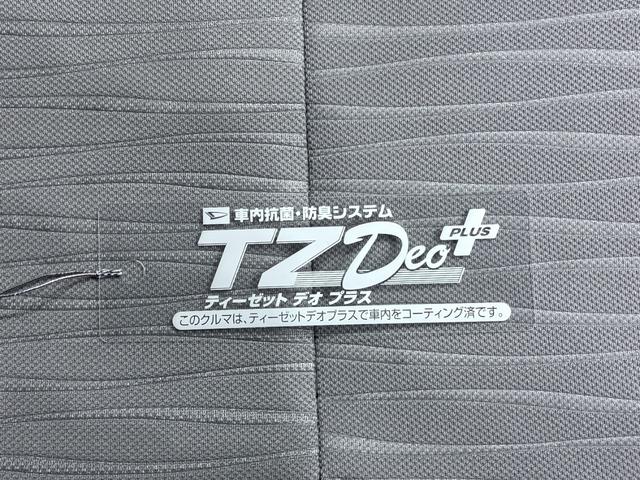 車内抗菌・防臭システム
TZ Deo PLUS
ティーゼット デオ プラス
このクルマは、ティーゼットデオプラスで車内をコーティング済です。